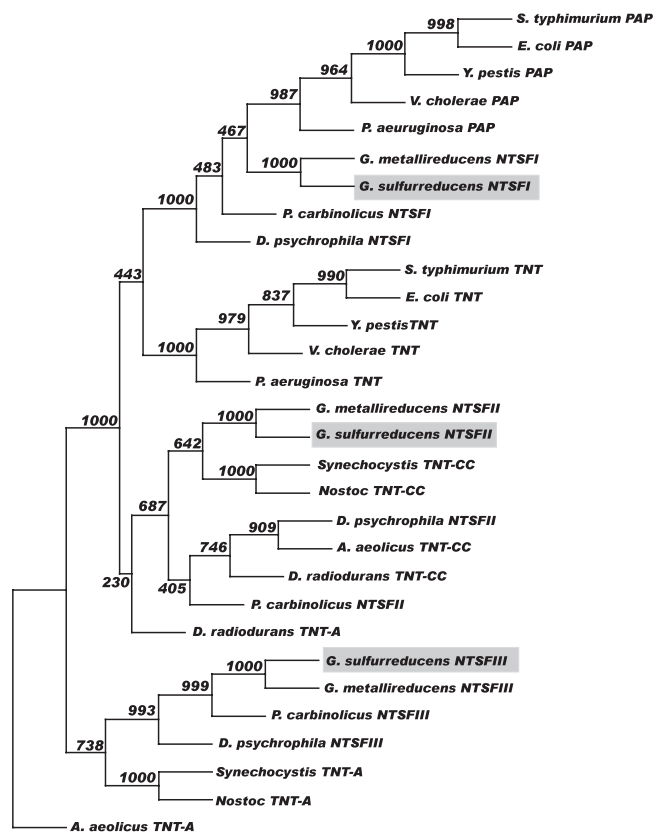 998
S. typhimurium PAP
1000
E. coli PAP
964
Y. pestis PAP
987
V. cholerae PAP
467
P. aeuruginosa PAP
1000
G. metallireducens NTSFI
483
G. sulfurreducens NTSFI
1000
P. carbinolicus NTSFI
D. psychrophila NTSFI
443
990
S. typhimurium TNT
837
E. coli TNT
979
Y. pestisTNT
1000
V. cholerae TNT
P. aeruginosa TNT
1000
1000
G. metallireducens NTSFII
642
G. sulfurreducens NTSFII
1000
Synechocystis TNT-CC
Nostoc TNT-CC
687
909
D. psychrophila NTSFII
746
A. aeolicus TNT-CC
230
405
D. radiodurans TNT-CC
P. carbinolicus NTSFII
D. radiodurans TNT-A
1000
G. sulfurreducens NTSFIII
999
G. metallireducens NTSFIII
993
P. carbinolicus NTSFIII
738
D. psychrophila NTSFIII
1000
Synechocystis TNT-A
Nostoc TNT-A
A. aeolicus TNT-A